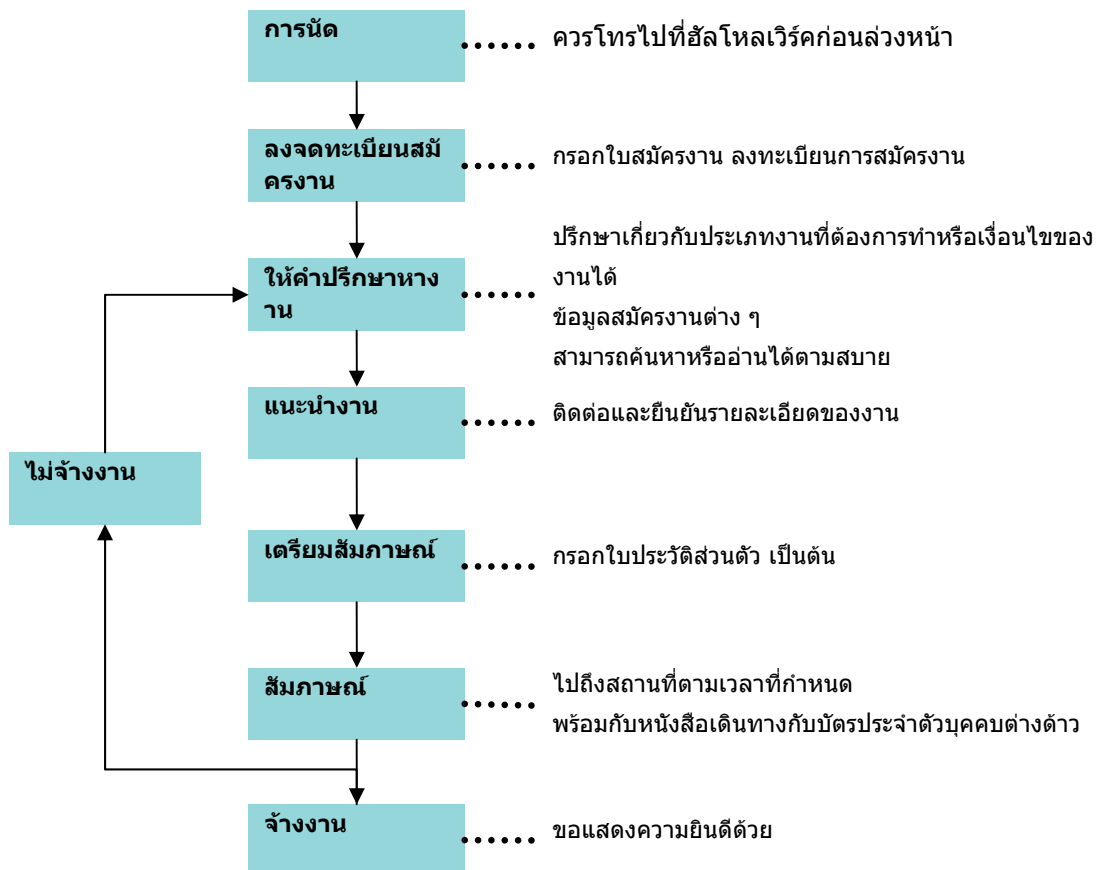 การนัด
ควรโทรไปที่ฮัลโหลเวิร์คก่อนล่วงหน้า
ลงจดทะเบียนสมั
ครงาน
กรอกใบสมัครงาน ลงทะเบียนการสมัครงาน
ให้คำปรึกษาหาง
าน
ปรึกษาเกี่ยวกับประเภทงานที่ต้องการทำหรือเงื่อนไขของ
งานได้
ข้อมูลสมัครงานต่าง ๆ
สามารถค้นหาหรืออ่านได้ตามสบาย
แนะนำงาน
ติดต่อและยืนยันรายละเอียดของงาน
ไม่จ้างงาน
เตรียมสัมภาษณ์
กรอกใบประวัติส่วนตัว เป็นต้น
สัมภาษณ์
ไปถึงสถานที่ตามเวลาที่กำหนด
พร้อมกับหนังสือเดินทางกับบัตรประจำตัวบุคคบต่างด้าว
จ้างงาน
ขอแสดงความยินดีด้วย